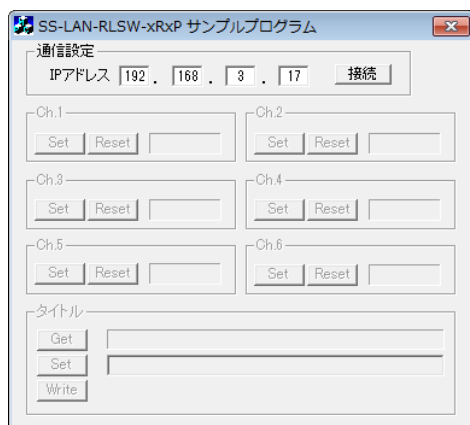 SS-LAN-RLSW-xRxP サンプルプログラム
通信設定
IPアドレス 192 . 168 . 3 . 17 接続
Ch.1 Ch.2
Set Reset Set Reset
Ch.3 Ch.4
Set Reset Set Reset
Ch.5 Ch.6
Set Reset Set Reset
タイトル
Get
Set
Write